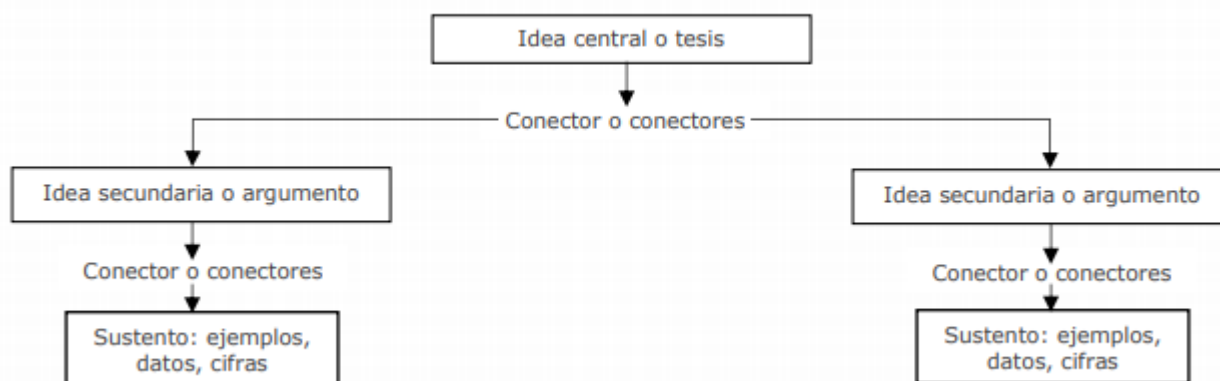 Idea central o tesis
Conector o conectores
Idea secundaria o argumento
Idea secundaria o argumento
Conector o conectores
Conector o conectores
Sustento: ejemplos,
datos, cifras
Sustento: ejemplos,
datos, cifras